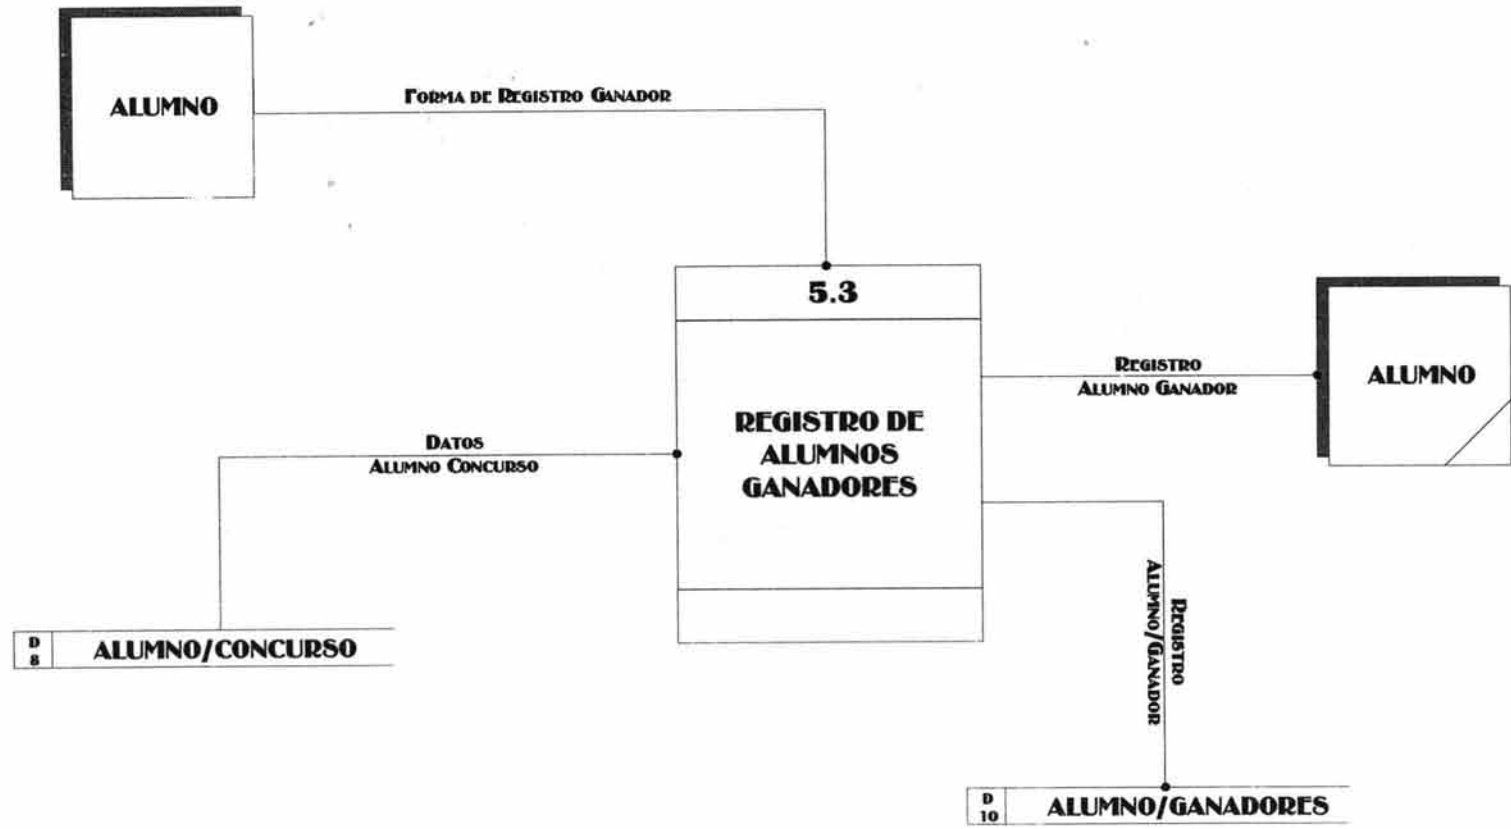 ALUMNO
FORMA DE REGISTRO GANADOR
5.3
REGISTRO DE
ALUMNOS
GANADORES
REGISTRO
ALUMNO GANADOR
ALUMNO
DATOS
ALUMNO CONCURSO
D
8
ALUMNO/CONCURSO
REGISTRO
ALUMNO/GANADOR
D
10
ALUMNO/GANADORES